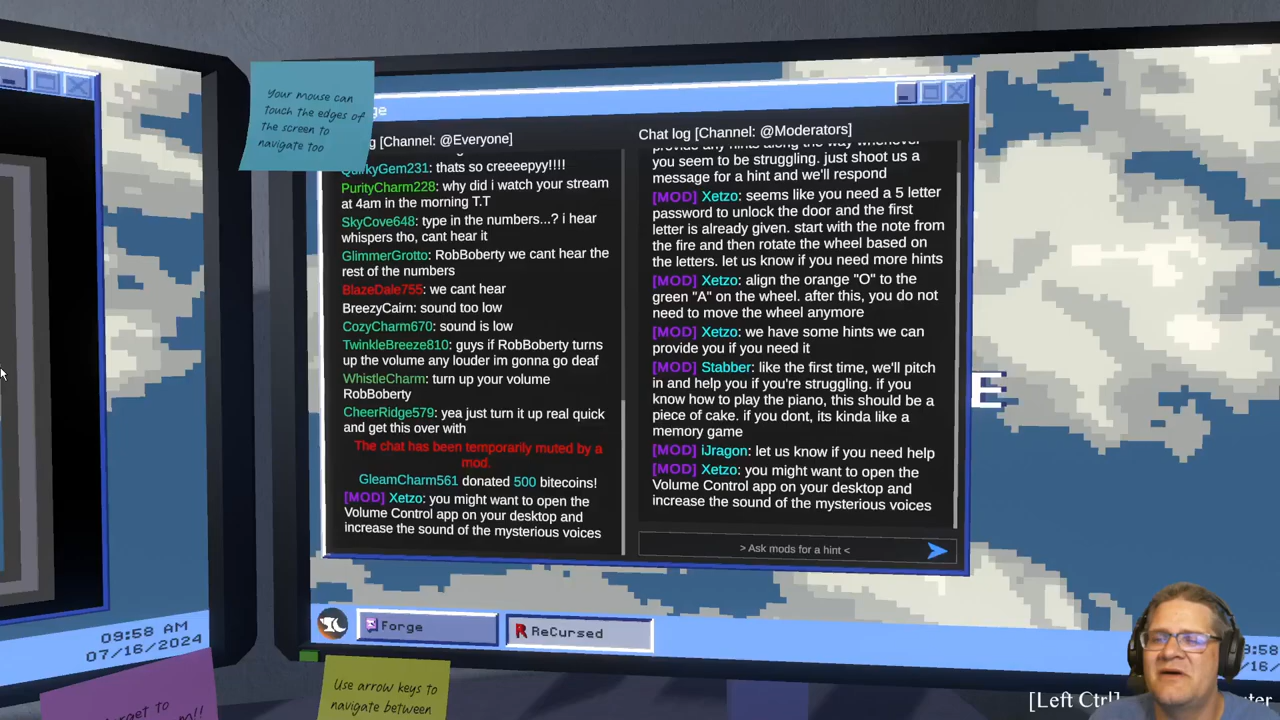 Your mouse can
touch the edges of
the screen to
navigate too
[Channel: @Everyone]
QuirkyGem231: thats so creeeepyy!!!!
PurityCharm228: why did i watch your stream
at 4am in the morning T.T
SkyCove648: type in the numbers...? i hear
whispers tho, cant hear it
GlimmerGrotto: RobBoberty we cant hear the
rest of the numbers
BlazeDale755: we cant hear
BreezyCairn: sound too low
CozyCharm670: sound is low
TwinkleBreeze810: guys if RobBoberty turns
up the volume any louder im gonna go deaf
WhistleCharm: turn up your volume
RobBoberty
CheerRidge579: yea just turn it up real quick
and get this over with
The chat has been temporarily muted by a
mod.
GleamCharm561 donated 500 bitecoins!
[MOD] Xetzo: you might want to open the
Volume Control app on your desktop and
increase the sound of the mysterious voices
Chat log [Channel: @Moderators]
provide any hints along the way whenever
you seem to be struggling. just shoot us a
message for a hint and we'll respond
[MOD] Xetzo: seems like you need a 5 letter
password to unlock the door and the first
letter is already given. start with the note from
the fire and then rotate the wheel based on
the letters. let us know if you need more hints
[MOD] Xetzo: align the orange "O" to the
green "A" on the wheel. after this, you do not
need to move the wheel anymore
[MOD] Xetzo: we have some hints we can
provide you if you need it
[MOD] Stabber: like the first time, we'll pitch
in and help you if you're struggling. if you
know how to play the piano, this should be a
piece of cake. if you dont, its kinda like a
memory game
[MOD] iJragon: let us know if you need help
[MOD] Xetzo: you might want to open the
Volume Control app on your desktop and
increase the sound of the mysterious voices
> Ask mods for a hint <
E
Forge
ReCursed
09:58 AM
07/16/2024
Use arrow keys to
navigate between
[Left Ctrl]